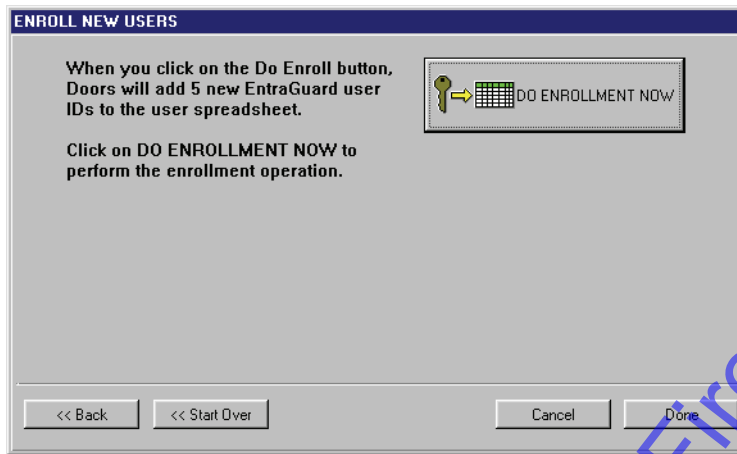 ENROLL NEW USERS
When you click on the Do Enroll button,
Doors will add 5 new EntraGuard user
IDs to the user spreadsheet.
Click on DO ENROLLMENT NOW to
perform the enrollment operation.
DO ENROLLMENT NOW
<< Back
<< Start Over
Cancel
Done